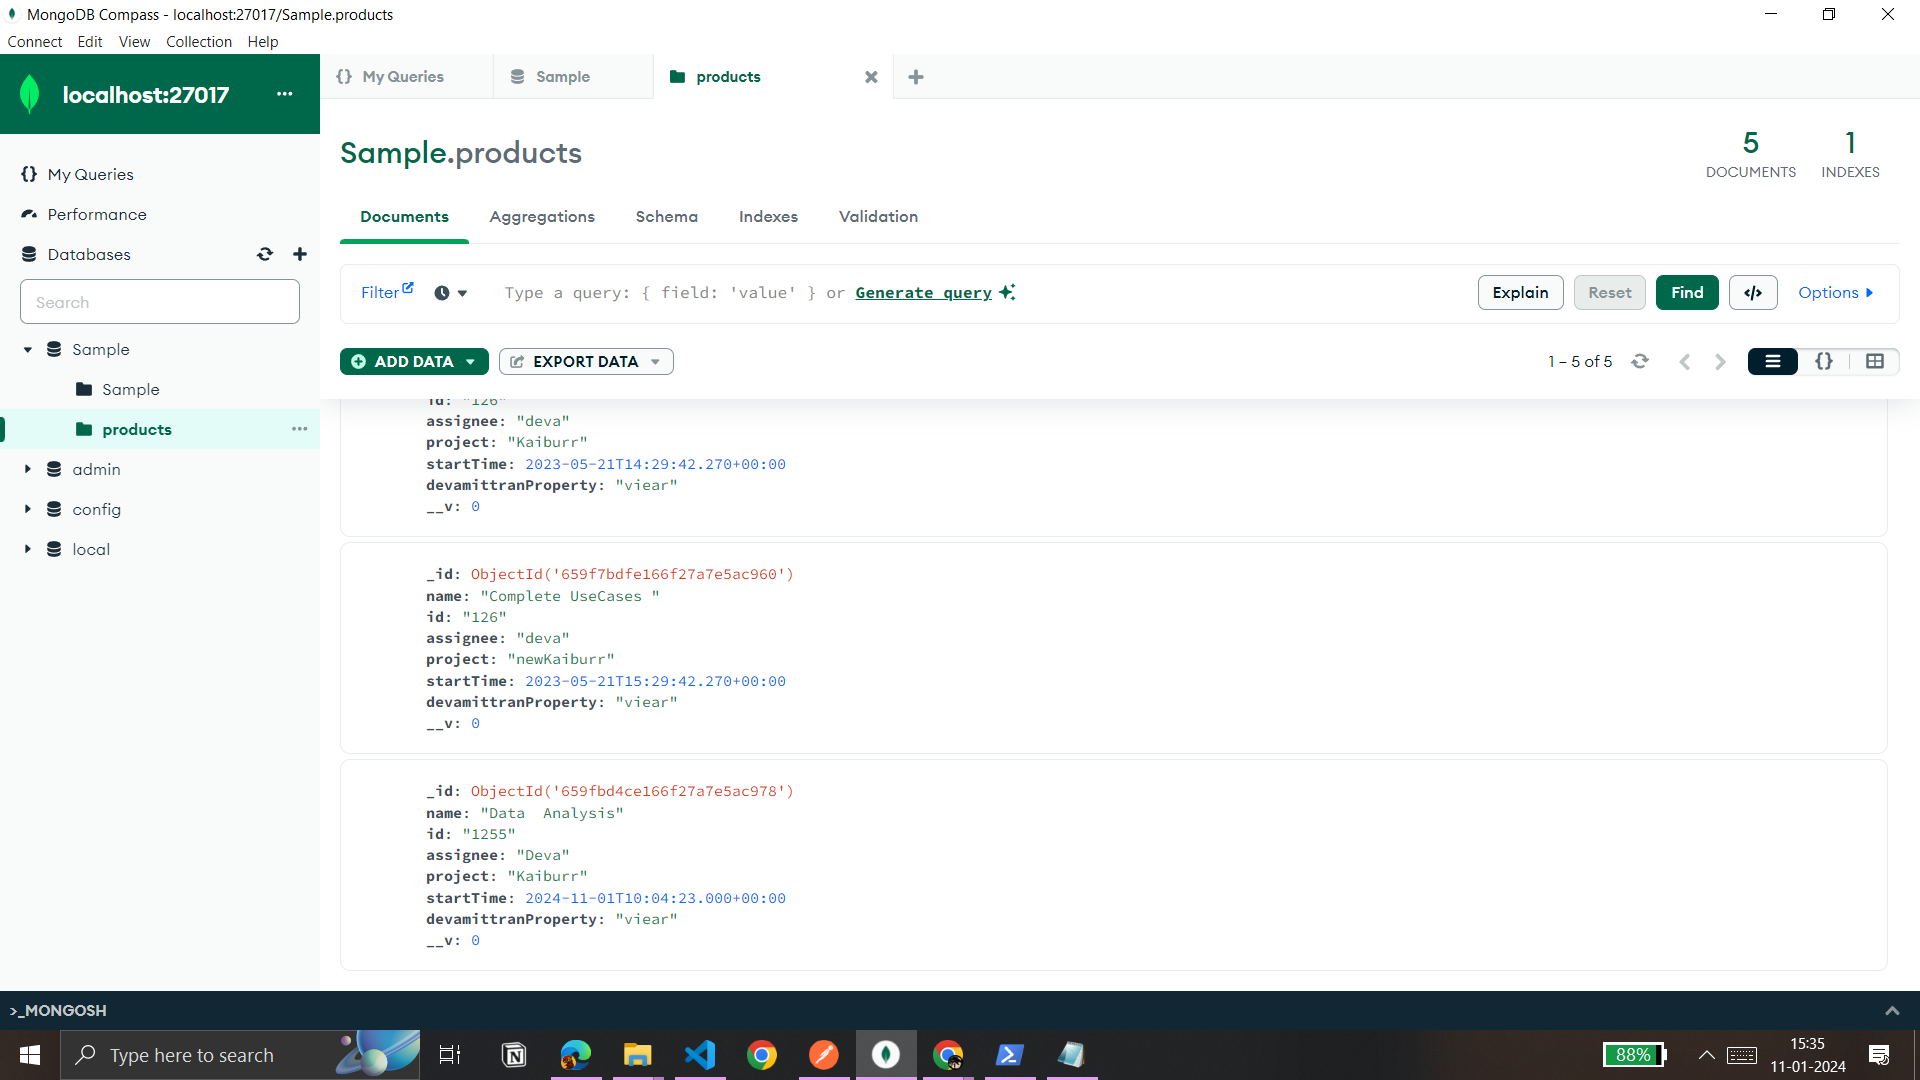 MongoDB Compass - localhost:27017/Sample.products
Connect Edit View Collection Help
localhost:27017 ...
{} My Queries Sample products
My Queries
Performance
Databases
Search
Sample
Sample
products
admin
config
local
Sample.products
5
DOCUMENTS
1
INDEXES
Documents Aggregations Schema Indexes Validation
Filter Type a query: { field: 'value' } or Generate query Explain Reset Find </> Options
ADD DATA EXPORT DATA 1 – 5 of 5 {}
id: "126"
assignee: "deva"
project: "Kaiburr"
startTime: 2023-05-21T14:29:42.270+00:00
devamittranProperty: "viear"
__v: 0
_id: ObjectId('659f7bdfe166f27a7e5ac960')
name: "Complete UseCases "
id: "126"
assignee: "deva"
project: "newKaiburr"
startTime: 2023-05-21T15:29:42.270+00:00
devamittranProperty: "viear"
__v: 0
_id: ObjectId('659fbd4ce166f27a7e5ac978')
name: "Data  Analysis"
id: "1255"
assignee: "Deva"
project: "Kaiburr"
startTime: 2024-11-01T10:04:23.000+00:00
devamittranProperty: "viear"
__v: 0
>_MONGOSH
Type here to search
88%
15:35
11-01-2024